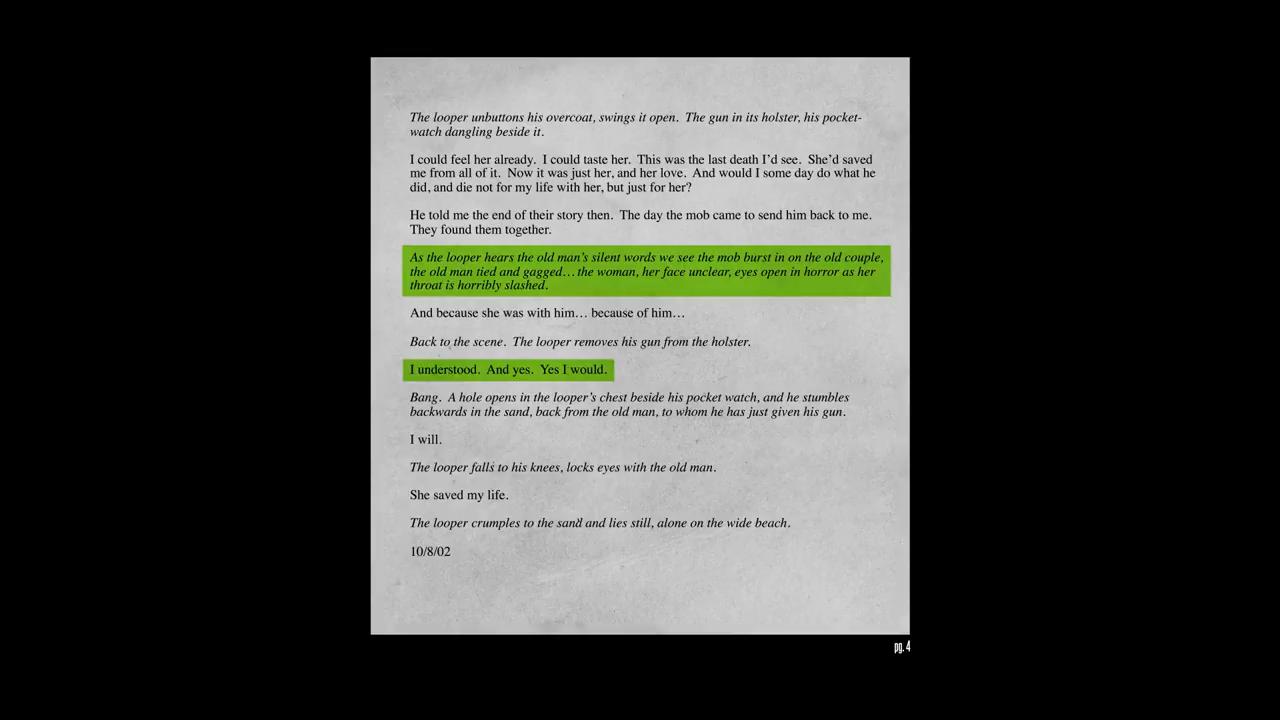 The looper unbuttons his overcoat, swings it open.  The gun in its holster, his pocket-
watch dangling beside it.
I could feel her already.  I could taste her.  This was the last death I'd see.  She'd saved
me from all of it.  Now it was just her, and her love.  And would I some day do what he
did, and die not for my life with her, but just for her?
He told me the end of their story then.  The day the mob came to send him back to me.
They found them together.
As the looper hears the old man's silent words we see the mob burst in on the old couple,
the old man tied and gagged… the woman, her face unclear, eyes open in horror as her
throat is horribly slashed.
And because she was with him… because of him…
Back to the scene.  The looper removes his gun from the holster.
I understood.  And yes.  Yes I would.
Bang.  A hole opens in the looper's chest beside his pocket watch, and he stumbles
backwards in the sand, back from the old man, to whom he has just given his gun.
I will.
The looper falls to his knees, locks eyes with the old man.
She saved my life.
The looper crumples to the sand and lies still, alone on the wide beach.
10/8/02
pg. 4